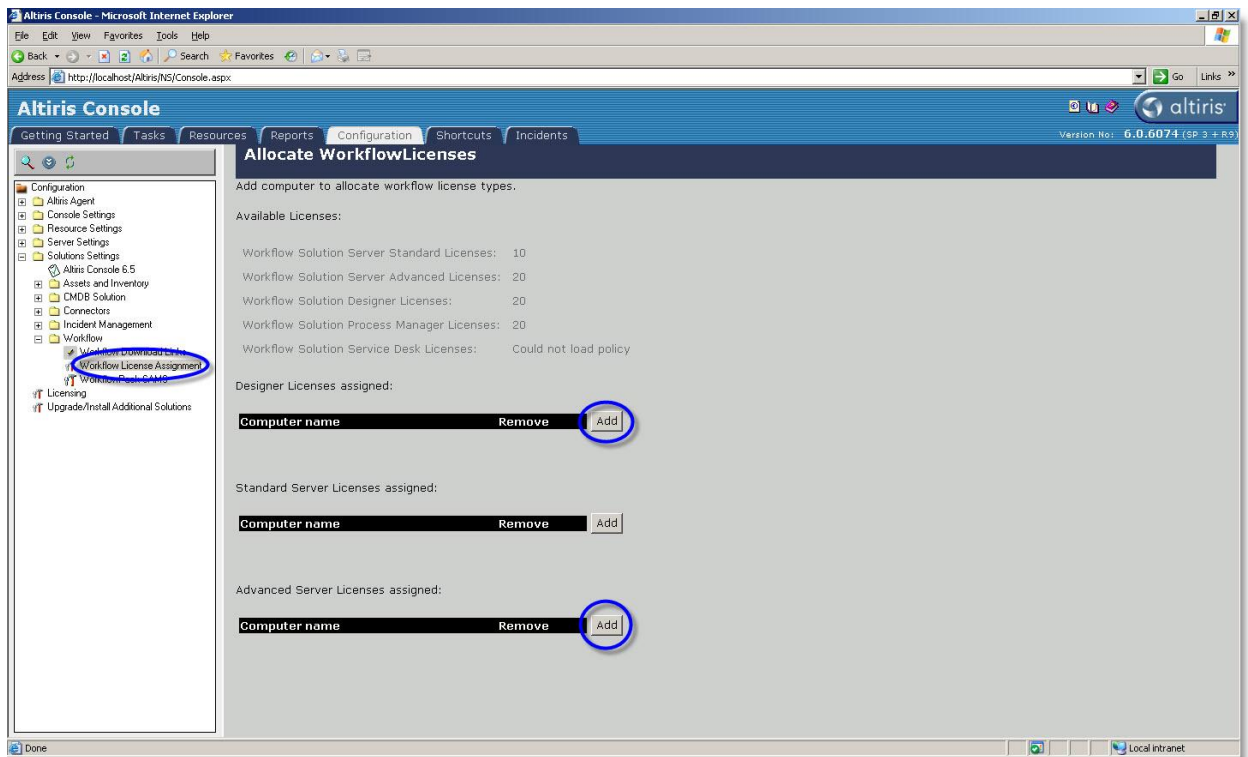 Altiris Console - Microsoft Internet Explorer
File Edit View Favorites Tools Help
Back Search Favorites
Address http://localhost/Altiris/NS/Console.aspx Go Links »
Altiris Console
altiris
Getting Started Tasks Resources Reports Configuration Shortcuts Incidents
Version No: 6.0.6074 (SP 3 + R9)
Configuration
Altiris Agent
Console Settings
Resource Settings
Server Settings
Solutions Settings
Altiris Console 6.5
Assets and Inventory
CMDB Solution
Connectors
Incident Management
Workflow
Workflow Download Links
Workflow License Assignment
Licensing
Upgrade/Install Additional Solutions
Allocate WorkflowLicenses
Add computer to allocate workflow license types.
Available Licenses:
Workflow Solution Server Standard Licenses: 10
Workflow Solution Server Advanced Licenses: 20
Workflow Solution Designer Licenses: 20
Workflow Solution Process Manager Licenses: 20
Workflow Solution Service Desk Licenses: Could not load policy
Designer Licenses assigned:
Computer name Remove Add
Standard Server Licenses assigned:
Computer name Remove Add
Advanced Server Licenses assigned:
Computer name Remove Add
Done
Local intranet